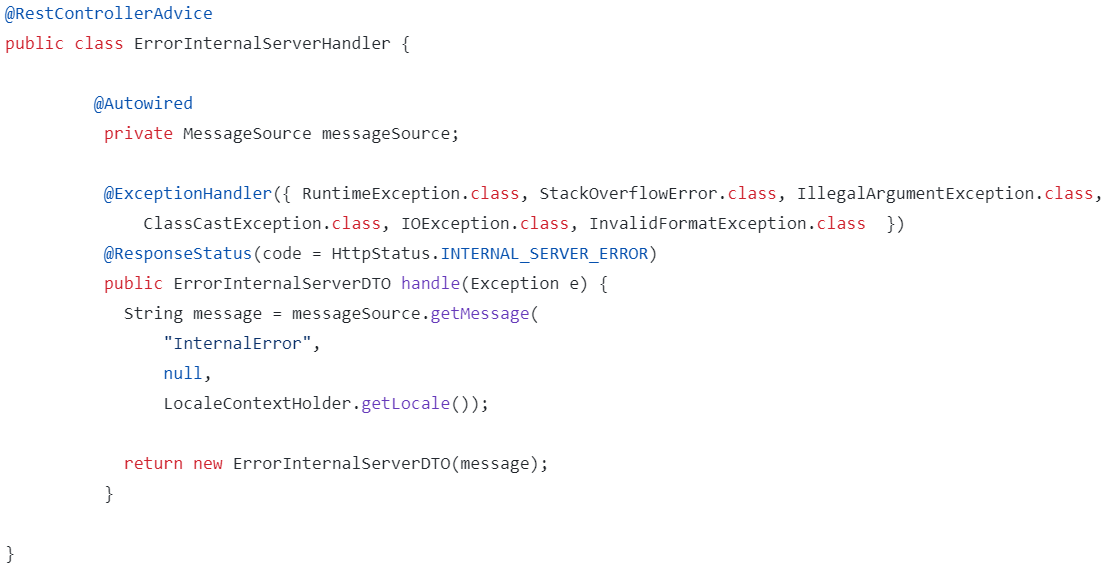 @RestControllerAdvice
public class ErrorInternalServerHandler {
@Autowired
private MessageSource messageSource;
@ExceptionHandler({ RuntimeException.class, StackOverflowError.class, IllegalArgumentException.class,
ClassCastException.class, IOException.class, InvalidFormatException.class  })
@ResponseStatus(code = HttpStatus.INTERNAL_SERVER_ERROR)
public ErrorInternalServerDTO handle(Exception e) {
String message = messageSource.getMessage(
"InternalError",
null,
LocaleContextHolder.getLocale());
return new ErrorInternalServerDTO(message);
}
}